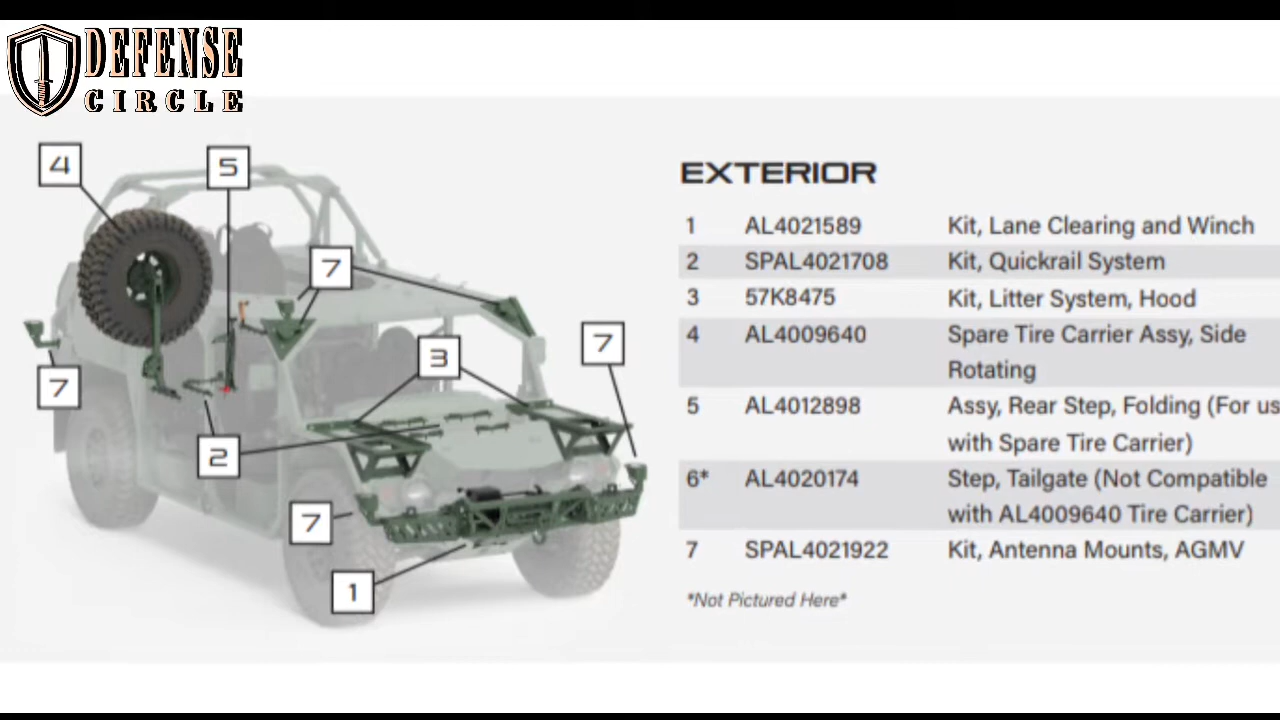 DEFENSE
CIRCLE
4
5
7
3
7
7
2
7
1
EXTERIOR
1 AL4021589 Kit, Lane Clearing and Winch
2 SPAL4021708 Kit, Quickrail System
3 57K8475 Kit, Litter System, Hood
4 AL4009640 Spare Tire Carrier Assy, Side
Rotating
5 AL4012898 Assy, Rear Step, Folding (For us
with Spare Tire Carrier)
6* AL4020174 Step, Tailgate (Not Compatible
with AL4009640 Tire Carrier)
7 SPAL4021922 Kit, Antenna Mounts, AGMV
*Not Pictured Here*